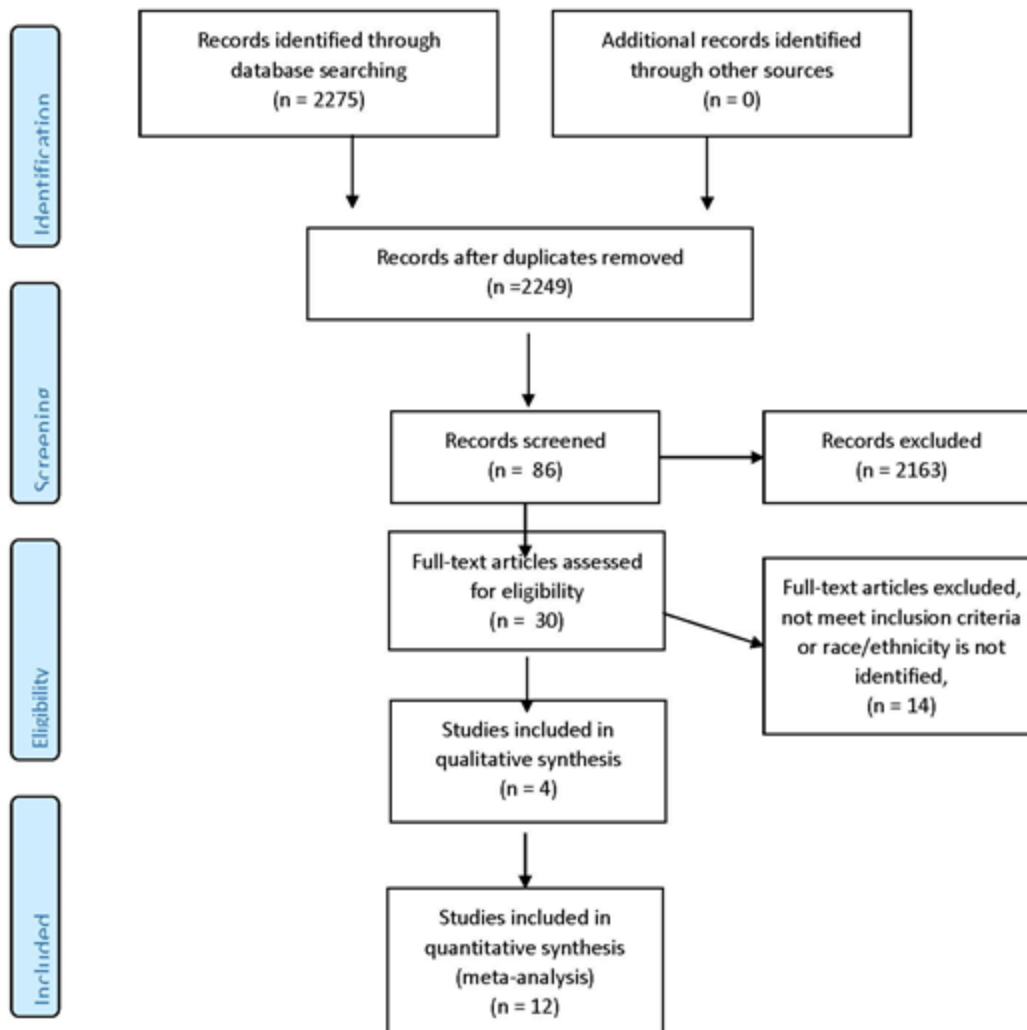 Identification
Records identified through
database searching
(n = 2275)
Additional records identified
through other sources
(n = 0)
Records after duplicates removed
(n =2249)
Screening
Records screened
(n = 86)
Records excluded
(n = 2163)
Eligibility
Full-text articles assessed
for eligibility
(n = 30)
Full-text articles excluded,
not meet inclusion criteria
or race/ethnicity is not
identified,
(n = 14)
Studies included in
qualitative synthesis
(n = 4)
Included
Studies included in
quantitative synthesis
(meta-analysis)
(n = 12)